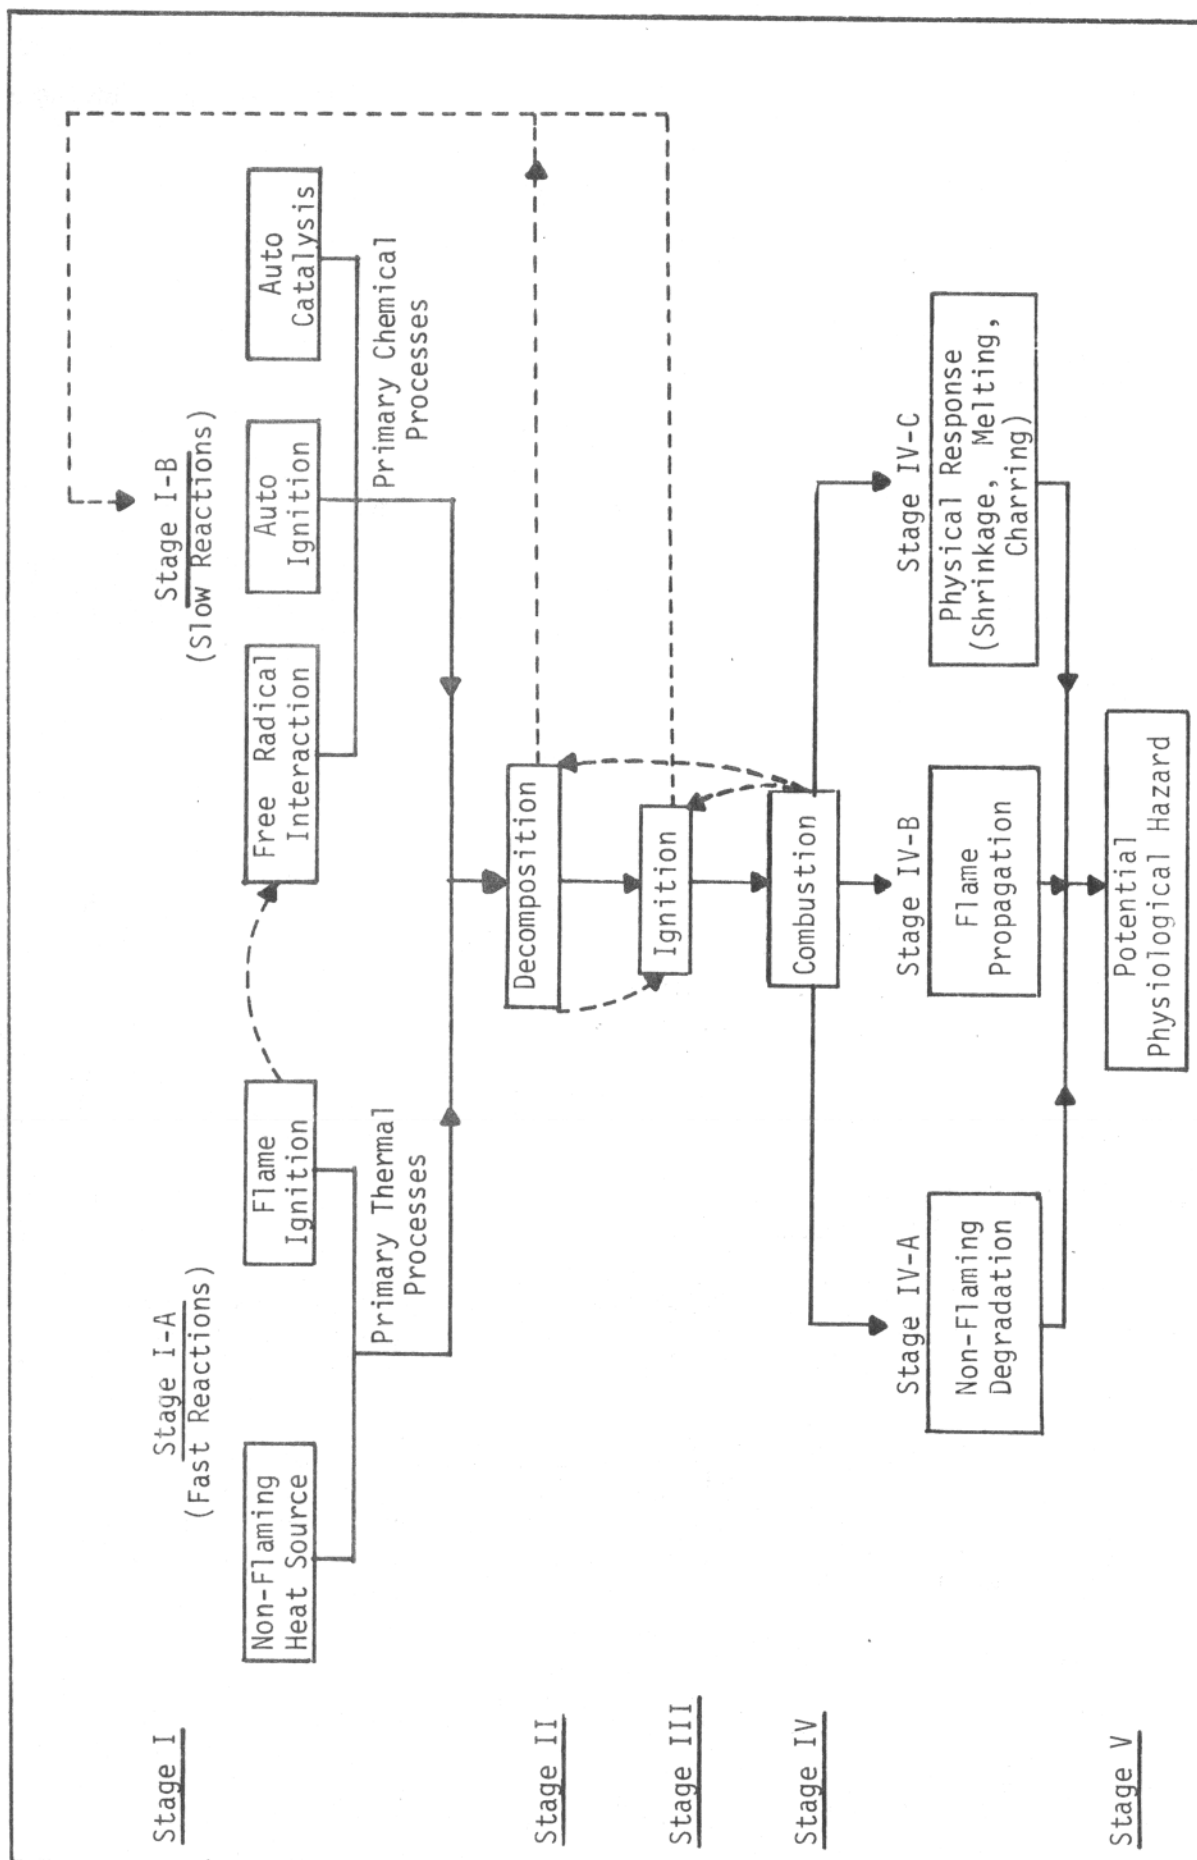 Stage I
Stage I-A
(Fast Reactions)
Stage I-B
(Slow Reactions)
Non-Flaming
Heat Source
Flame
Ignition
Free Radical
Interaction
Auto
Ignition
Auto
Catalysis
Primary Thermal
Processes
Primary Chemical
Processes
Stage II
Decomposition
Stage III
Ignition
Stage IV
Combustion
Stage IV-A
Stage IV-B
Stage IV-C
Non-Flaming
Degradation
Flame
Propagation
Physical Response
(Shrinkage, Melting,
Charring)
Stage V
Potential
Physiological Hazard